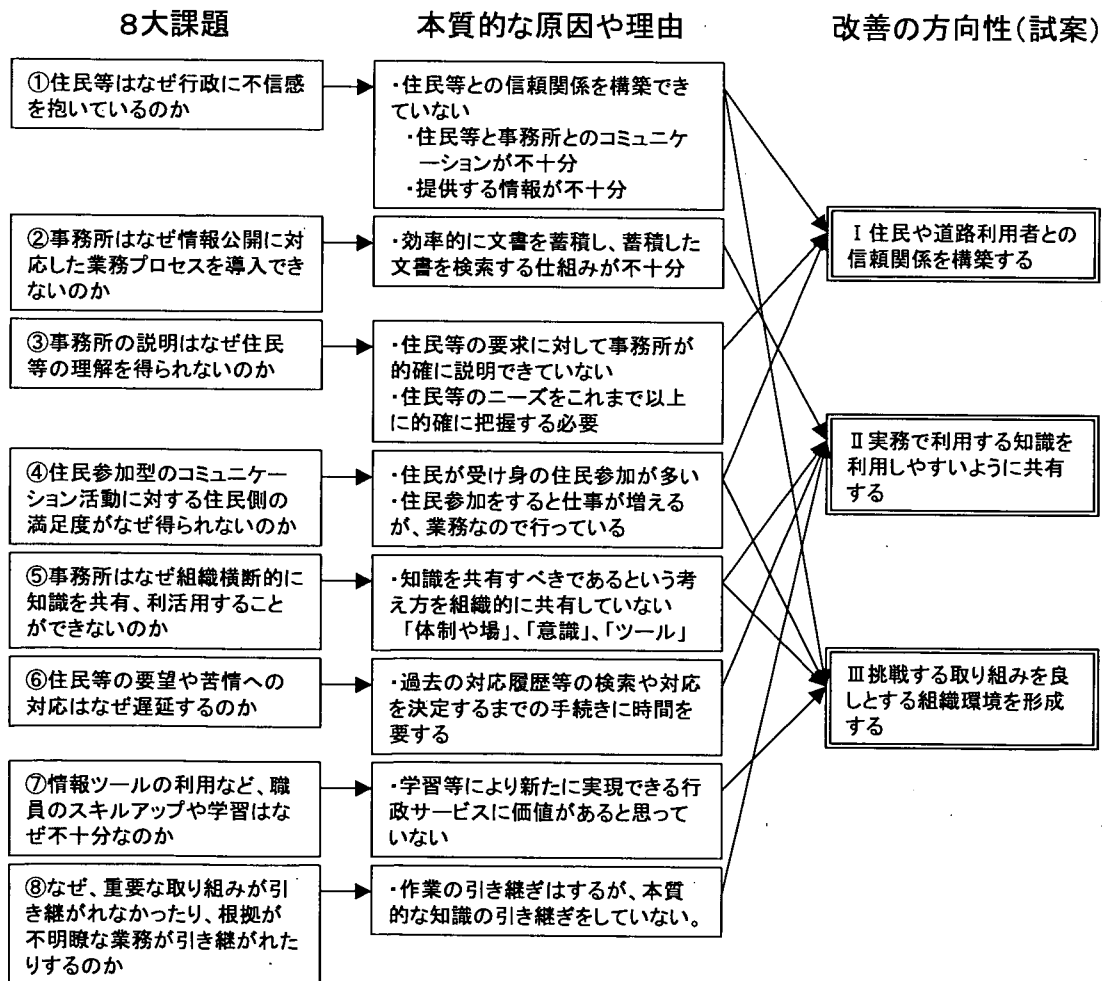 8大課題
本質的な原因や理由
改善の方向性(試案)
①住民等はなぜ行政に不信感
を抱いているのか
・住民等との信頼関係を構築でき
ていない
・住民等と事務所とのコミュニケ
ーションが不十分
・提供する情報が不十分
②事務所はなぜ情報公開に対
応した業務プロセスを導入でき
ないのか
・効率的に文書を蓄積し、蓄積した
文書を検索する仕組みが不十分
③事務所の説明はなぜ住民
等の理解を得られないのか
・住民等の要求に対して事務所が
的確に説明できていない
・住民等のニーズをこれまで以上
に的確に把握する必要
④住民参加型のコミュニケー
ション活動に対する住民側の
満足度がなぜ得られないのか
・住民が受け身の住民参加が多い
・住民参加をすると仕事が増える
が、業務なので行っている
⑤事務所はなぜ組織横断的に
知識を共有、利活用すること
ができないのか
・知識を共有すべきであるという考
え方を組織的に共有していない
「体制や場」、「意識」、「ツール」
⑥住民等の要望や苦情への
対応はなぜ遅延するのか
・過去の対応履歴等の検索や対応
を決定するまでの手続きに時間を
要する
⑦情報ツールの利用など、職
員のスキルアップや学習はな
ぜ不十分なのか
・学習等により新たに実現できる行
政サービスに価値があると思って
いない
⑧なぜ、重要な取り組みが引
き継がれなかったり、根拠が
不明瞭な業務が引き継がれた
りするのか
・作業の引き継ぎはするが、本質
的な知識の引き継ぎをしていない。
Ⅰ住民や道路利用者との
信頼関係を構築する
Ⅱ実務で利用する知識を
利用しやすいように共有
する
Ⅲ挑戦する取り組みを良
しとする組織環境を形成
する